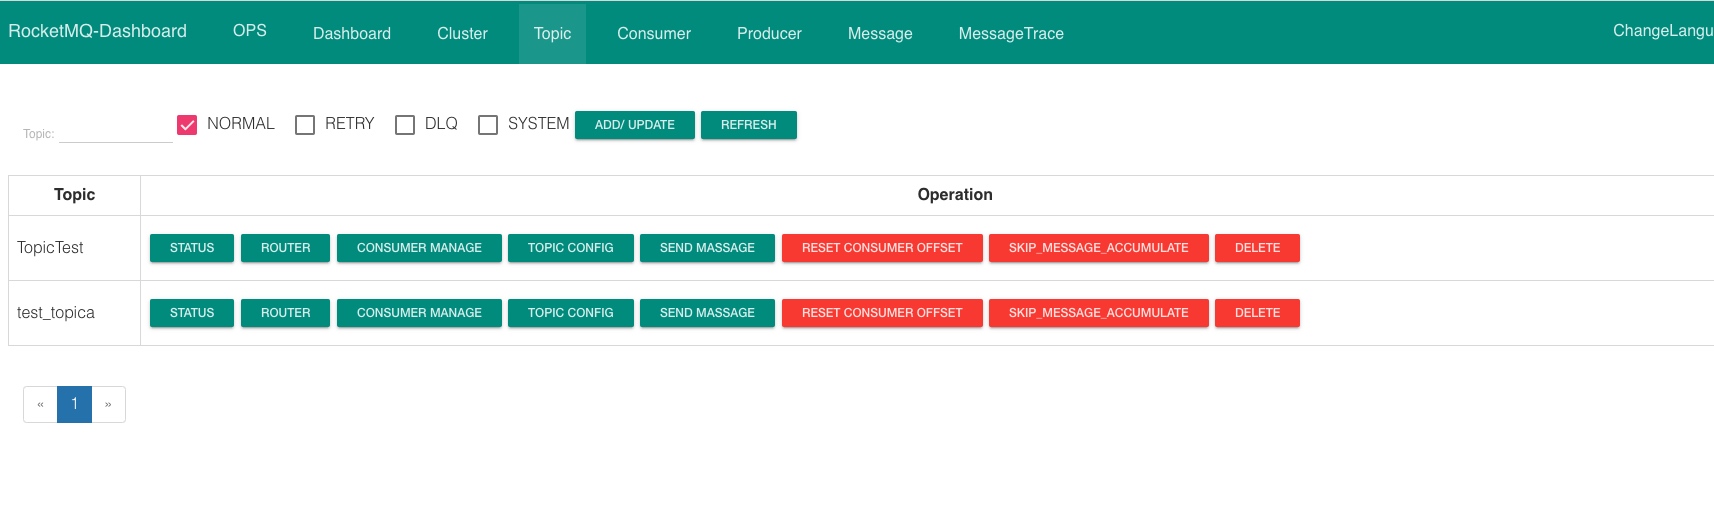 RocketMQ-Dashboard OPS Dashboard Cluster Topic Consumer Producer Message MessageTrace ChangeLangu
Topic: NORMAL RETRY DLQ SYSTEM ADD/ UPDATE REFRESH
Topic Operation
TopicTest STATUS ROUTER CONSUMER MANAGE TOPIC CONFIG SEND MASSAGE RESET CONSUMER OFFSET SKIP_MESSAGE_ACCUMULATE DELETE
test_topica STATUS ROUTER CONSUMER MANAGE TOPIC CONFIG SEND MASSAGE RESET CONSUMER OFFSET SKIP_MESSAGE_ACCUMULATE DELETE
« 1 »